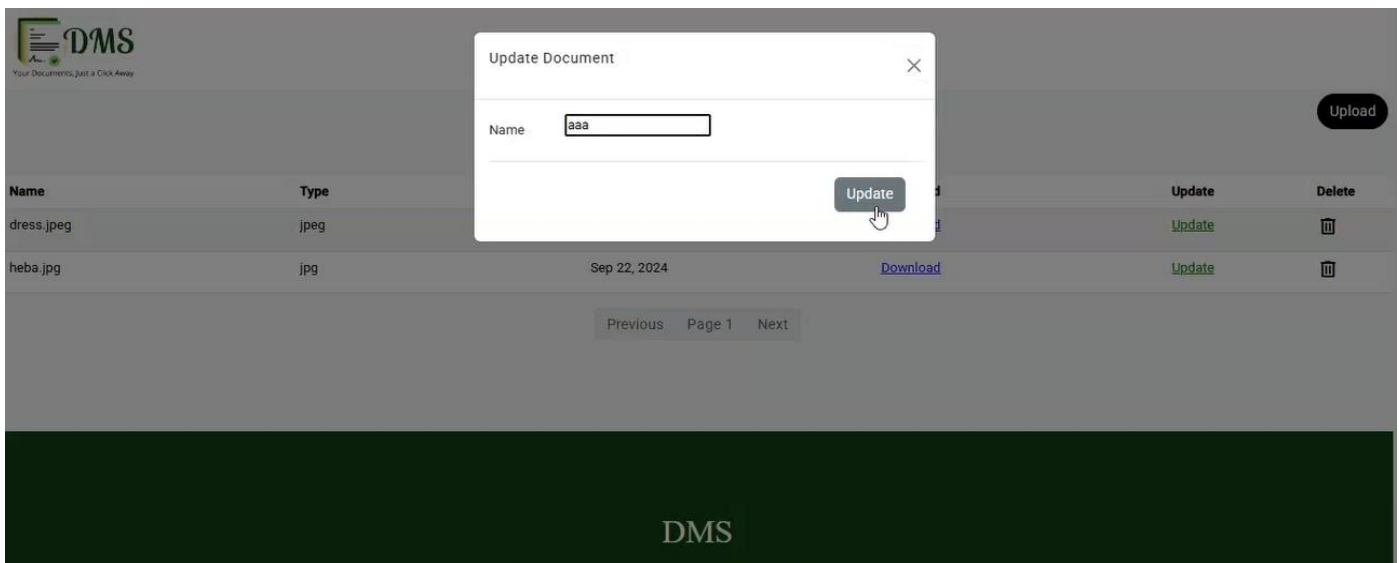 DMS
Your Documents, Just a Click Away
Update Document
Name aaa
Upload
Update
Name Type Update Delete
dress.jpeg jpeg Update
heba.jpg jpg Sep 22, 2024 Download Update
Previous Page 1 Next
DMS